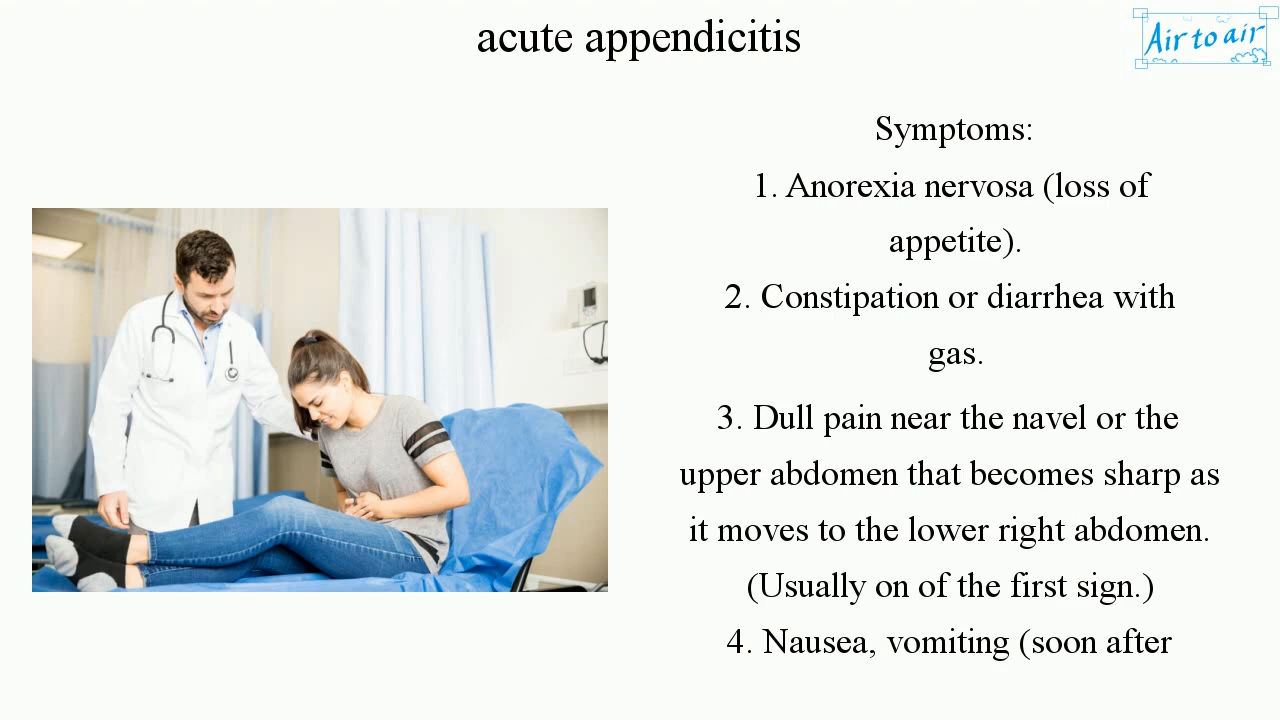 acute appendicitis
Air to air
Symptoms:
1. Anorexia nervosa (loss of
appetite).
2. Constipation or diarrhea with
gas.
3. Dull pain near the navel or the
upper abdomen that becomes sharp as
it moves to the lower right abdomen.
(Usually on of the first sign.)
4. Nausea, vomiting (soon after